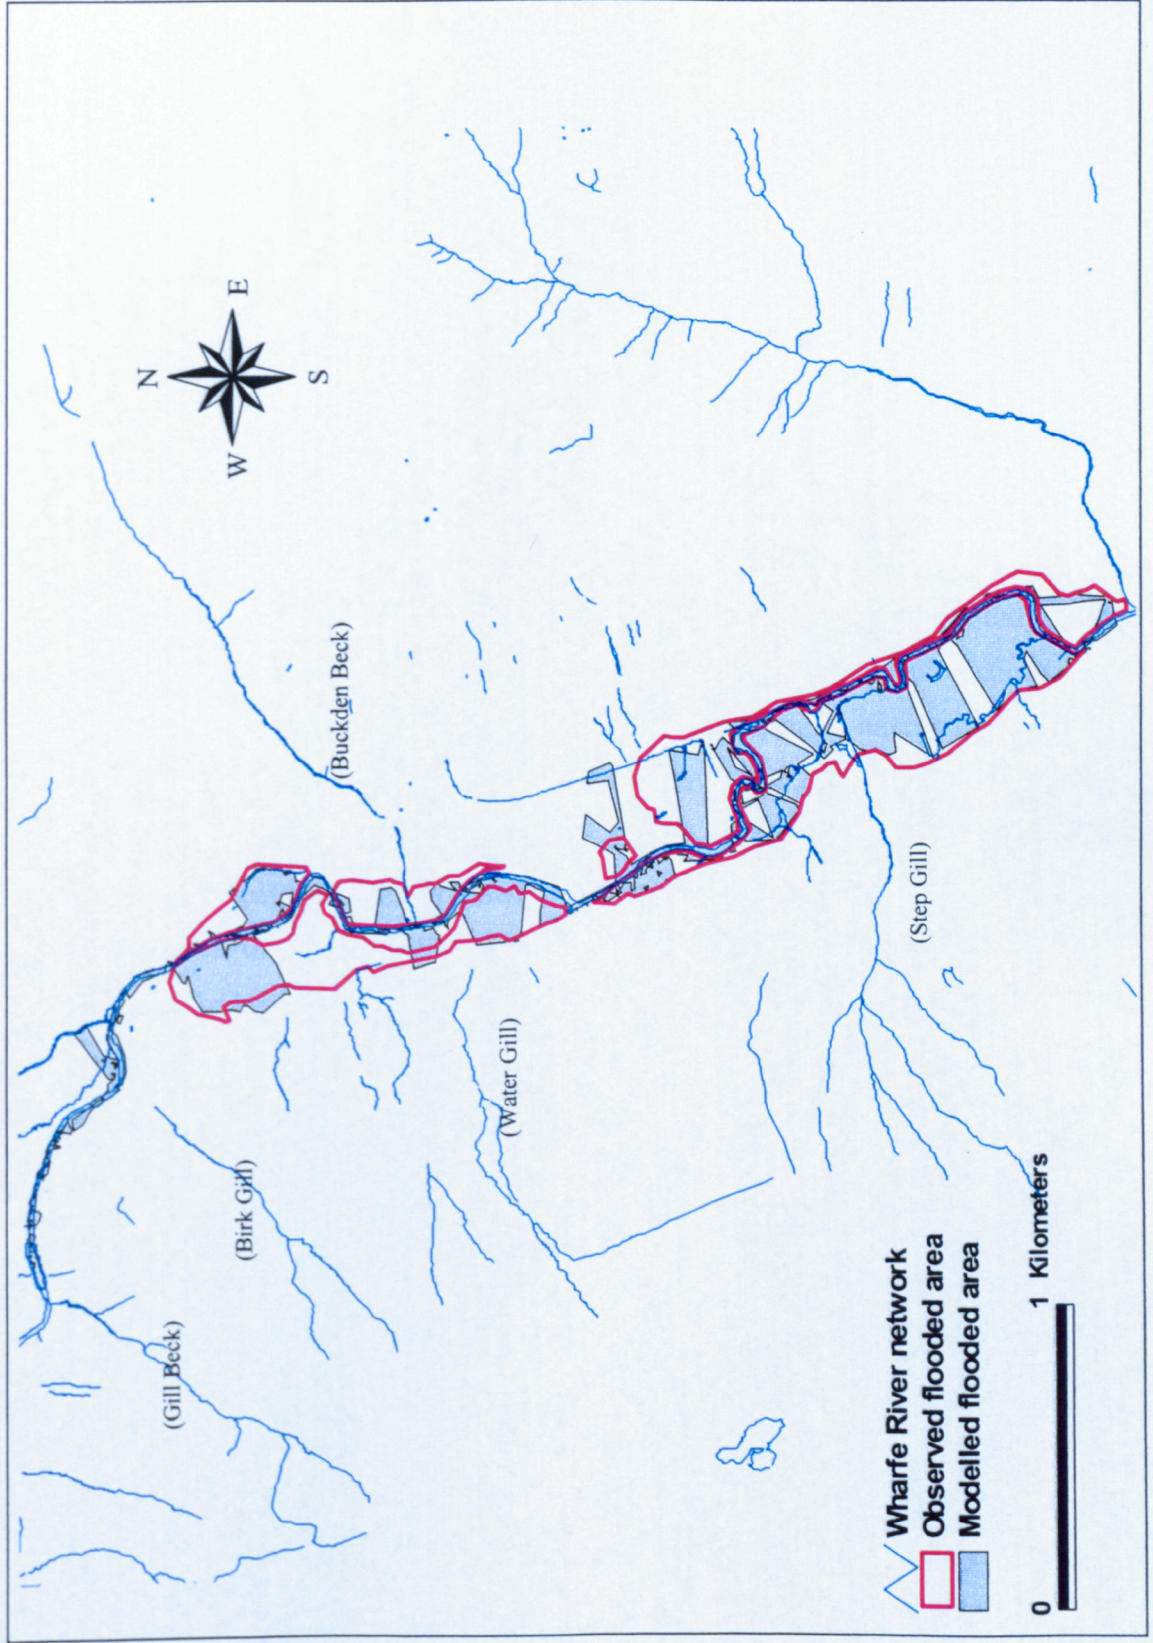 N
W
E
S
(Buckden Beck)
(Birk Gill)
(Gill Beck)
(Water Gill)
(Step Gill)
Wharfe River network
Observed flooded area
Modelled flooded area
0 1 Kilometers